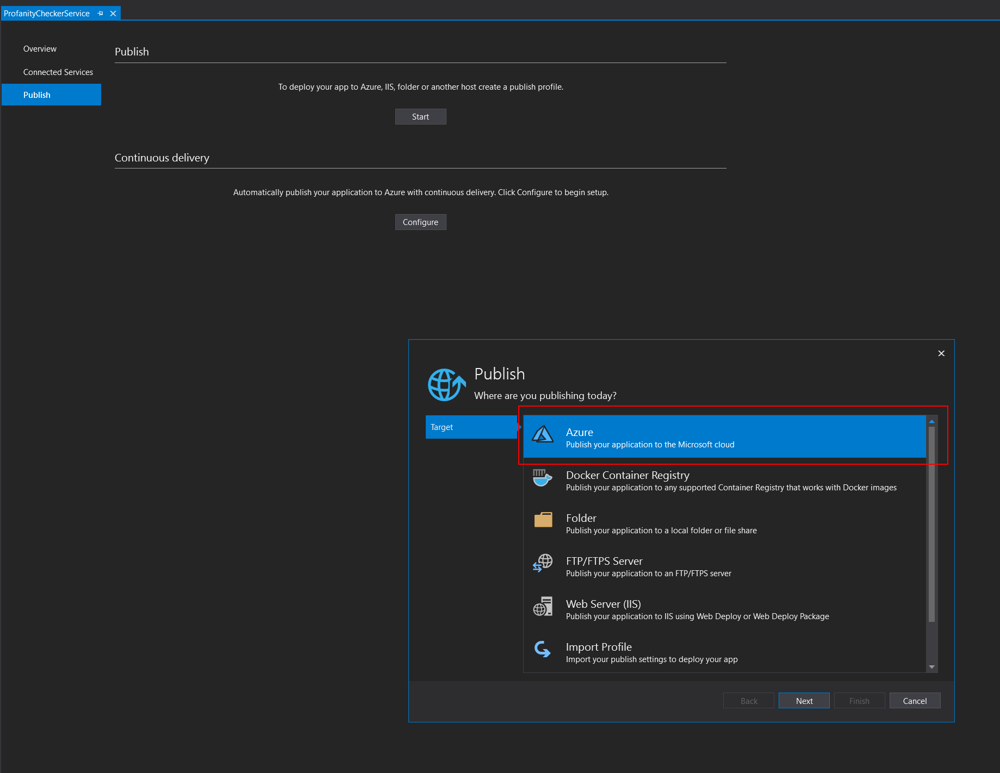 ProfanityCheckerService
Overview
Connected Services
Publish
Publish
To deploy your app to Azure, IIS, folder or another host create a publish profile.
Start
Continuous delivery
Automatically publish your application to Azure with continuous delivery. Click Configure to begin setup.
Configure
Publish
Where are you publishing today?
Target
Azure
Publish your application to the Microsoft cloud
Docker Container Registry
Publish your application to any supported Container Registry that works with Docker images
Folder
Publish your application to a local folder or file share
FTP/FTPS Server
Publish your application to an FTP/FTPS server
Web Server (IIS)
Publish your application to IIS using Web Deploy or Web Deploy Package
Import Profile
Import your publish settings to deploy your app
Back
Next
Finish
Cancel